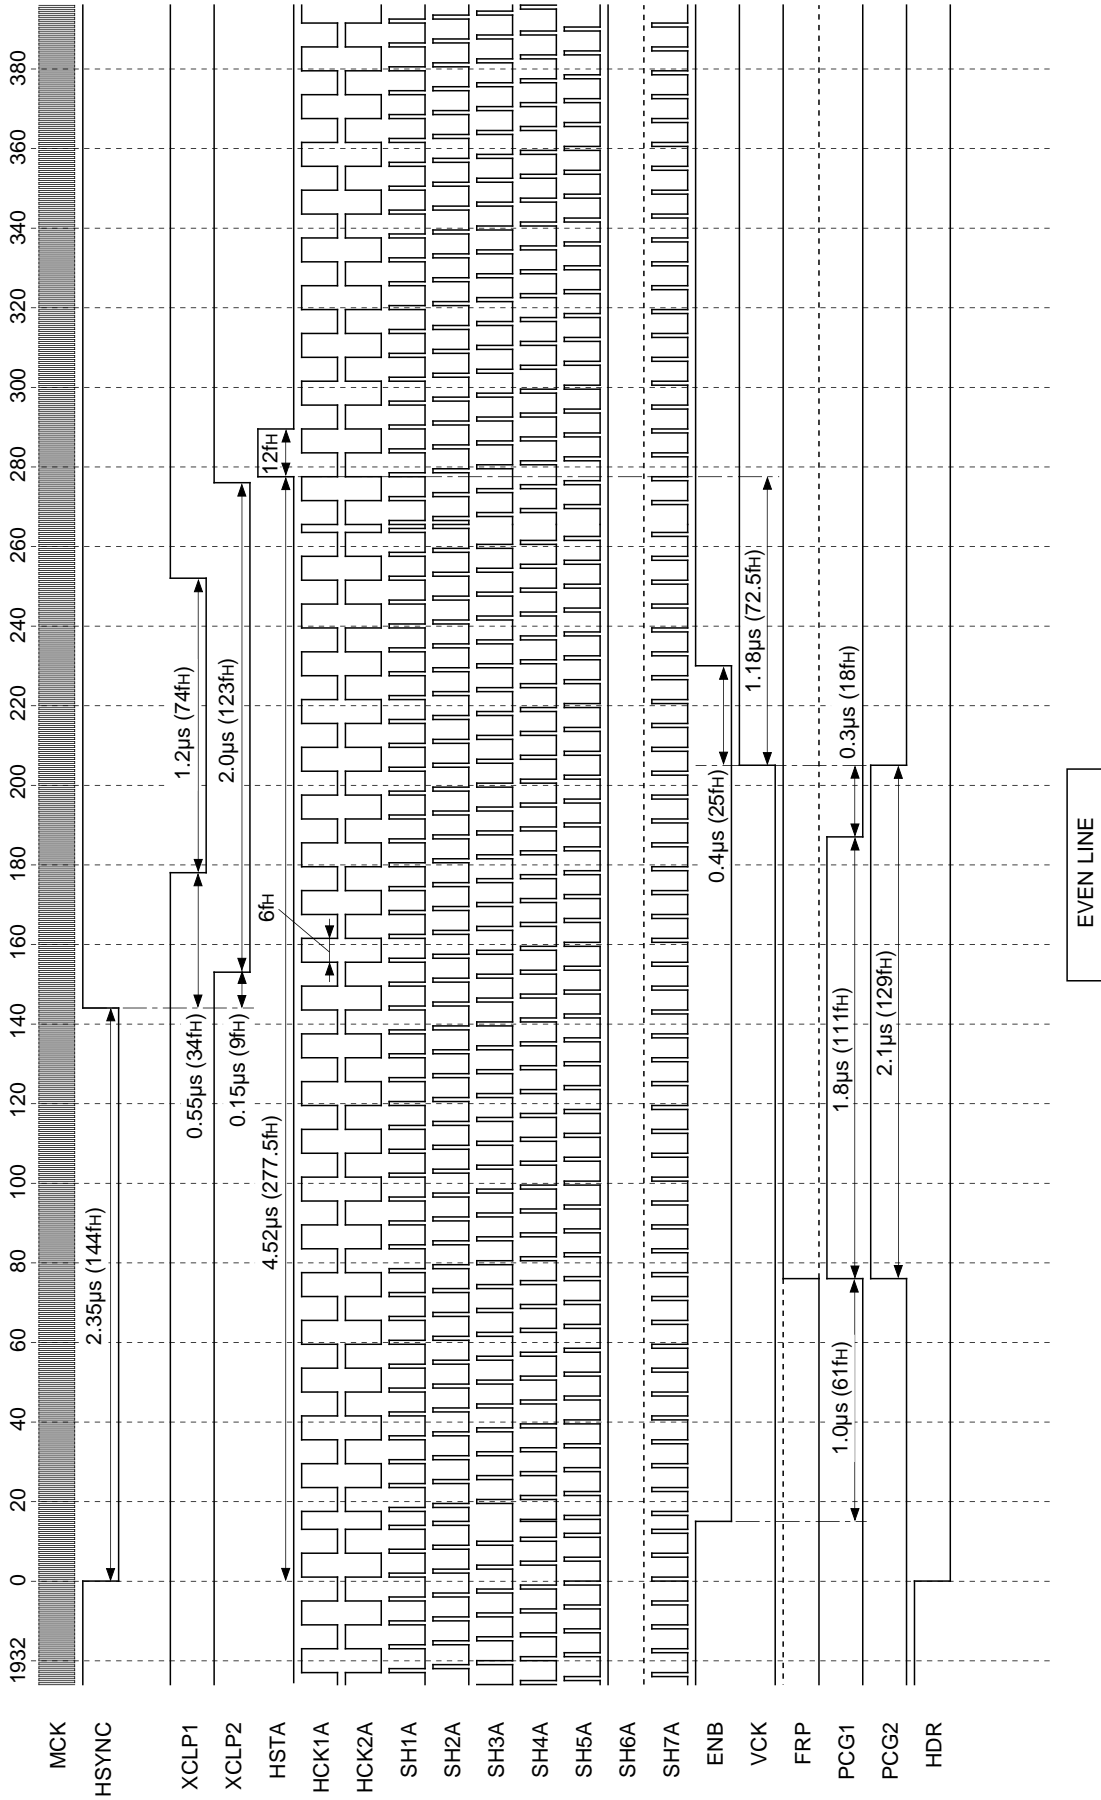 MCK
1932 0 20 40 60 80 100 120 140 160 180 200 220 240 260 280 300 320 340 360 380
HSYNC
2.35µs (144fH)
XCLP1
0.55µs (34fH)
1.2µs (74fH)
XCLP2
0.15µs (9fH)
2.0µs (123fH)
HSTA
4.52µs (277.5fH)
12fH
HCK1A
6fH
HCK2A
SH1A
SH2A
SH3A
SH4A
SH5A
SH6A
SH7A
ENB
0.4µs (25fH)
VCK
1.18µs (72.5fH)
FRP
PCG1
1.0µs (61fH)
1.8µs (111fH)
0.3µs (18fH)
PCG2
2.1µs (129fH)
HDR
EVEN LINE